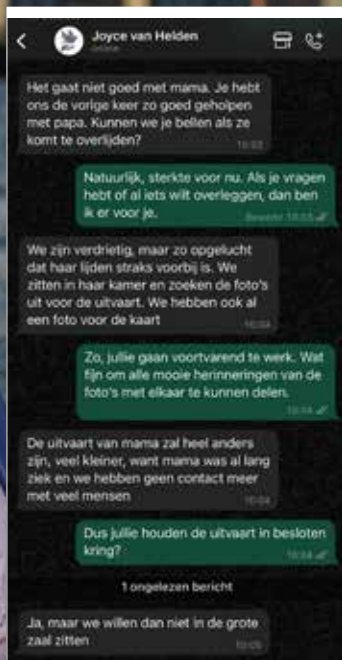 Joyce van Helden
online
Het gaat niet goed met mama. Je hebt
ons de vorige keer zo goed geholpen
met papa. Kunnen we je bellen als ze
komt te overlijden?
Natuurlijk, sterkte voor nu. Als je vragen
hebt of al iets wilt overleggen, dan ben
ik er voor je.
We zijn verdrietig, maar zo opgelucht
dat haar lijden straks voorbij is. We
zitten in haar kamer en zoeken de foto's
uit voor de uitvaart. We hebben ook al
een foto voor de kaart
Zo, jullie gaan voortvarend te werk. Wat
fijn om alle mooie herinneringen van de
foto's met elkaar te kunnen delen.
De uitvaart van mama zal heel anders
zijn, veel kleiner, want mama was al lang
ziek en we hebben geen contact meer
met veel mensen
Dus jullie houden de uitvaart in besloten
kring?
1 ongelezen bericht
Ja, maar we willen dan niet in de grote
zaal zitten